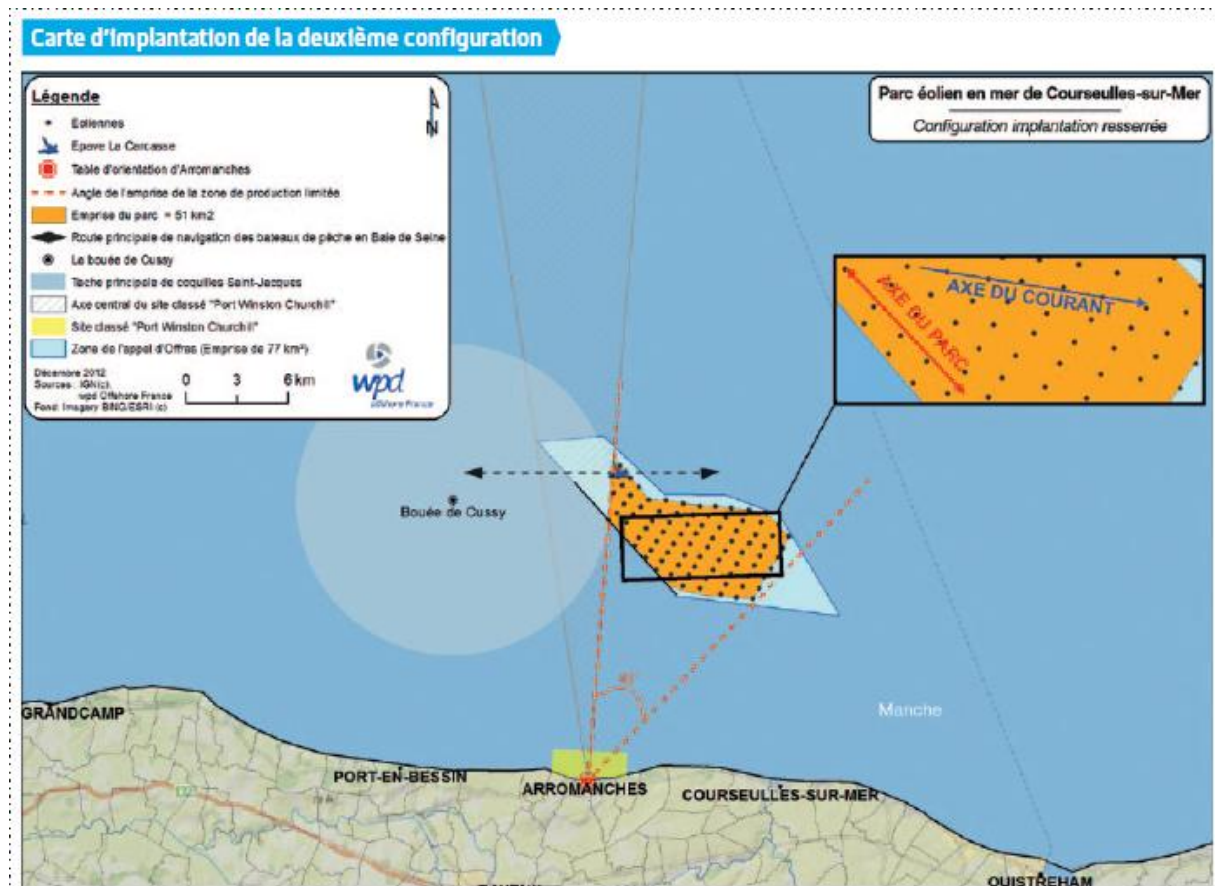 Carte d'implantation de la deuxième configuration
Légende
Eoliennes
Epave La Carcasse
Table d'orientation d'Arromanches
Angle de l'emprise de la zone de production limitée
Emprise du parc = 51 km2
Route principale de navigation des bateaux de pêche en Baie de Seine
La bouée de Cussy
Tache principale de coquilles Saint-Jacques
Axe central du site classé "Port Winston Churchill"
Site classé "Port Winston Churchill"
Zone de l'appel d'Offres (Emprise de 77 km²)
Décembre 2012
Sources : IGN(c),
wpd Offshore France
Fond: Imagery BING/ESRI (c)
0 3 6 km
wpd
offshore France
N
Parc éolien en mer de Courseulles-sur-Mer
Configuration implantation resserrée
AXE DU COURANT
AXE DU PARC
Bouée de Cussy
Manche
GRANDCAMP
PORT-EN-BESSIN
ARROMANCHES
COURSEULLES-SUR-MER
OUISTREHAM